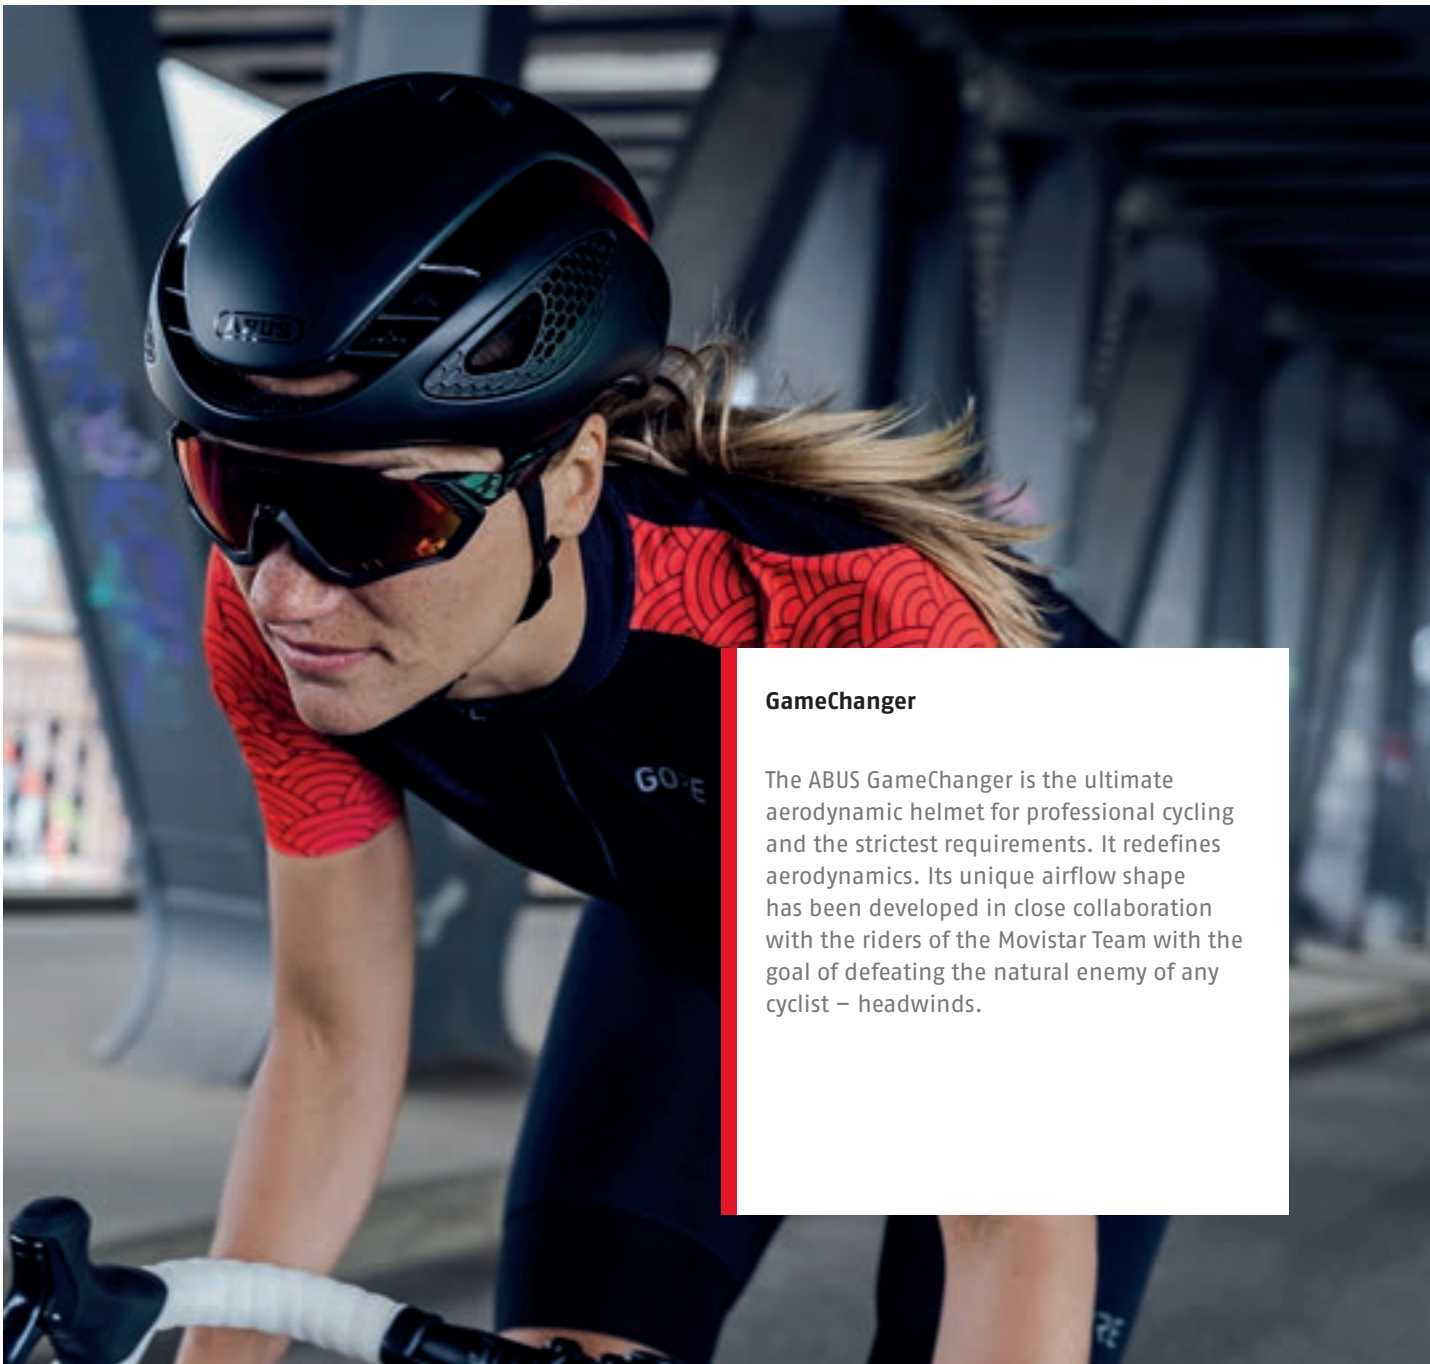 ABUS
GORE
GameChanger
The ABUS GameChanger is the ultimate
aerodynamic helmet for professional cycling
and the strictest requirements. It redefines
aerodynamics. Its unique airflow shape
has been developed in close collaboration
with the riders of the Movistar Team with the
goal of defeating the natural enemy of any
cyclist – headwinds.
RE